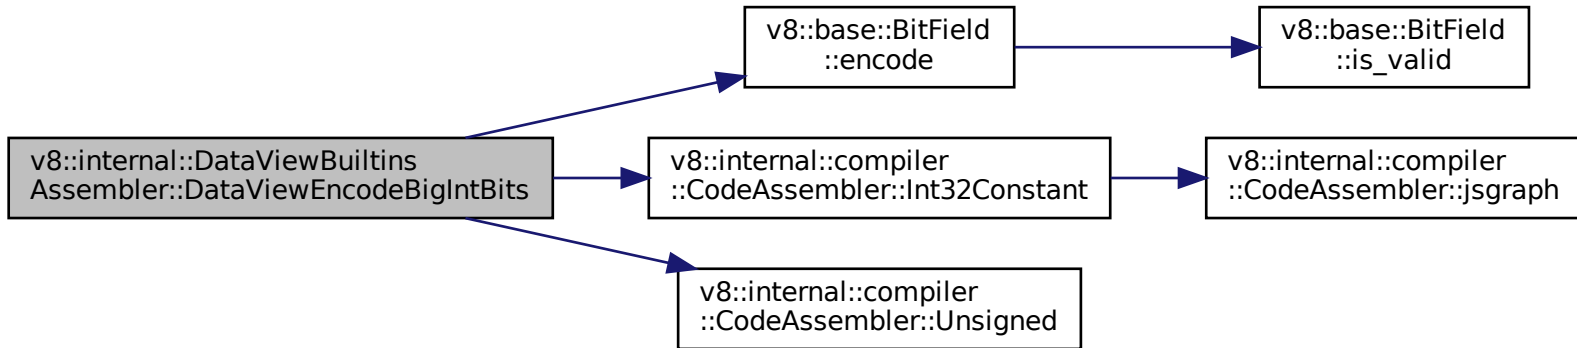 v8::base::BitField
::encode
v8::base::BitField
::is_valid
v8::internal::DataViewBuiltins
Assembler::DataViewEncodeBigIntBits
v8::internal::compiler
::CodeAssembler::Int32Constant
v8::internal::compiler
::CodeAssembler::jsgraph
v8::internal::compiler
::CodeAssembler::Unsigned